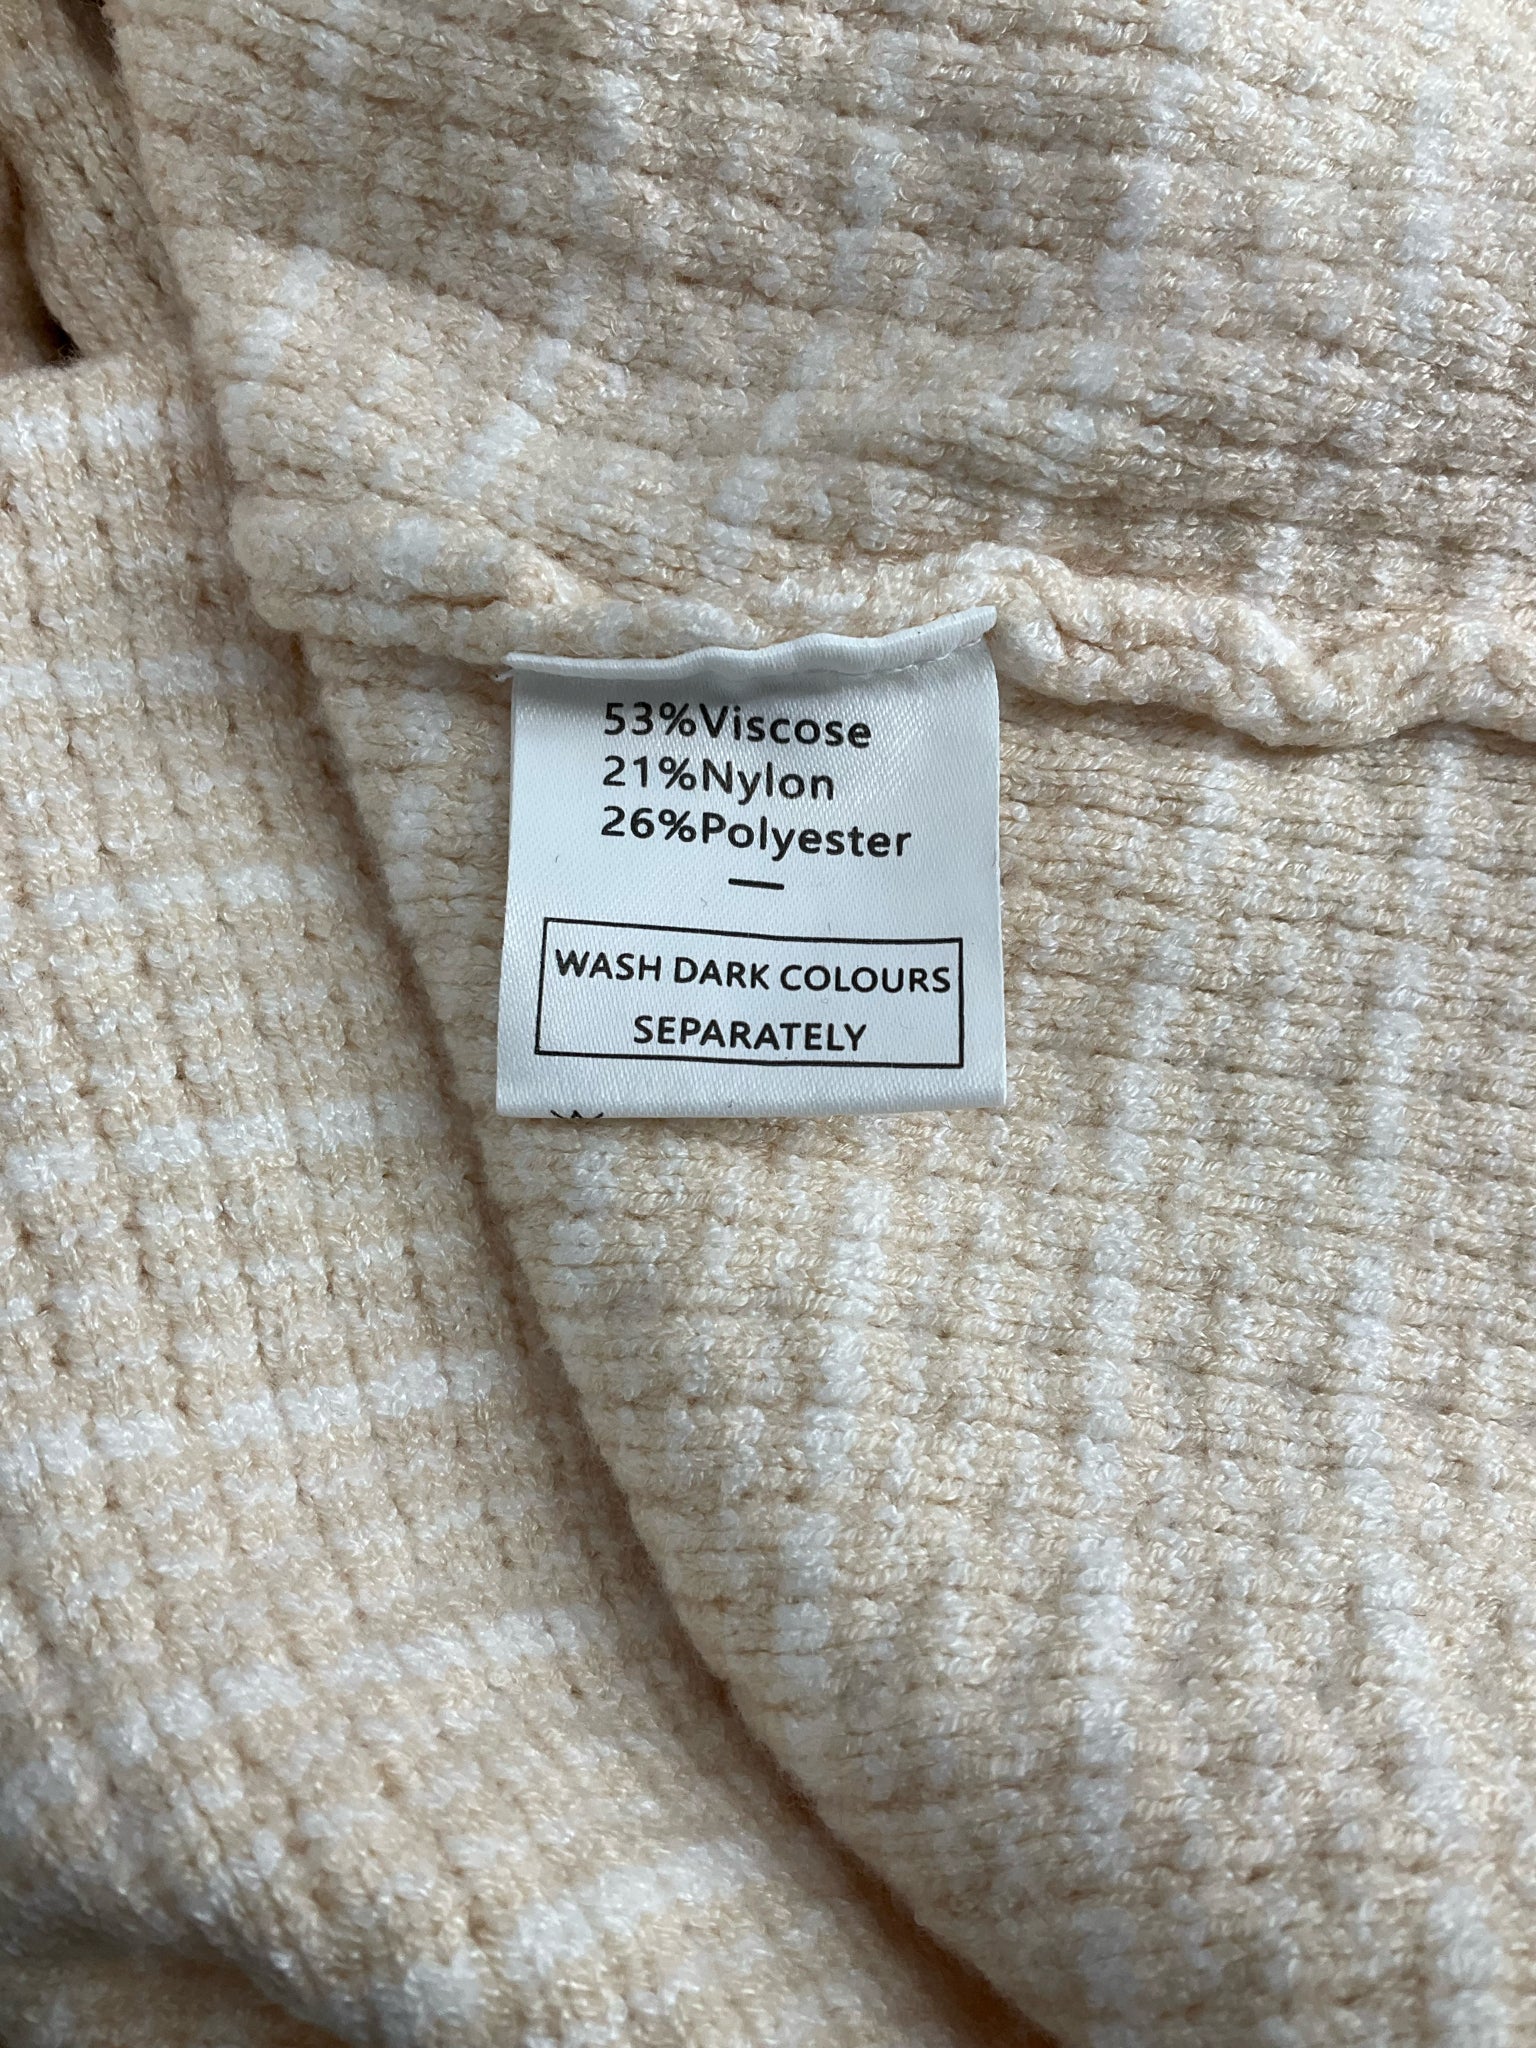 53%Viscose
21%Nylon
26%Polyester
—
WASH DARK COLOURS
SEPARATELY